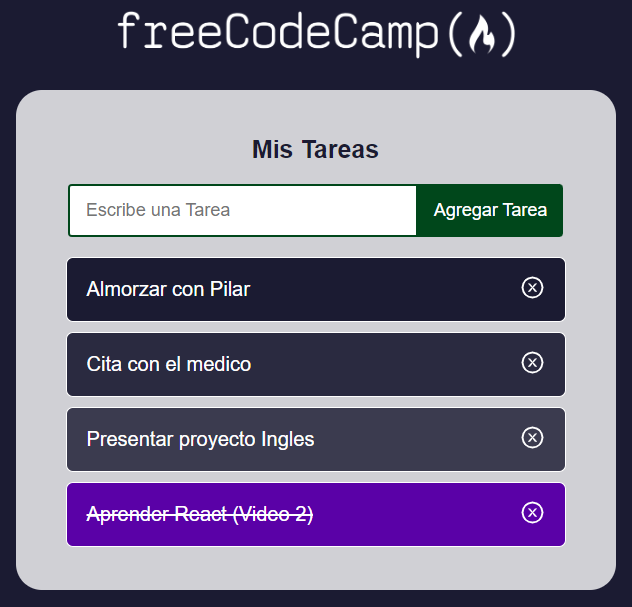 freeCodeCamp(🔥)
Mis Tareas
Escribe una Tarea
Agregar Tarea
Almorzar con Pilar
Cita con el medico
Presentar proyecto Ingles
Aprender React (Video 2)